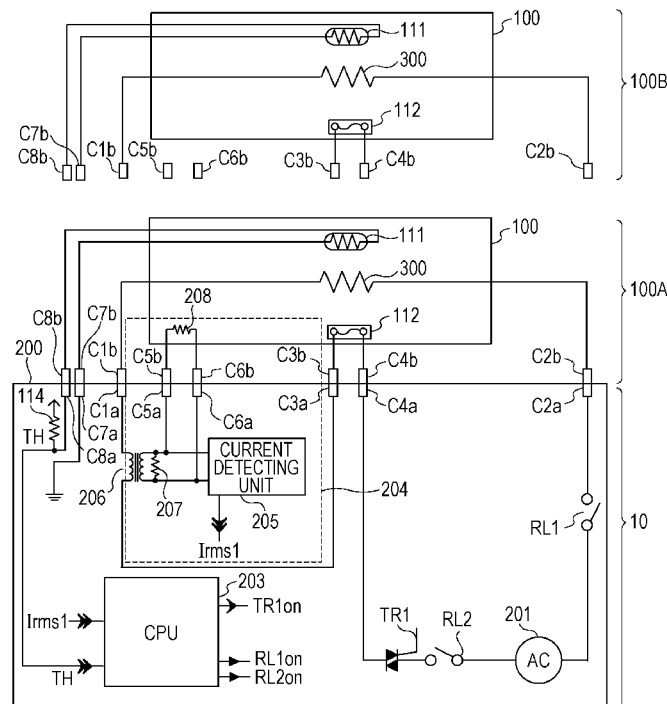 100
111
300
100B
112
C7b
C8b
C1b
C5b
C6b
C3b
C4b
C2b
100
111
300
100A
208
112
C8b
C7b
C1b
C5b
C6b
C3b
C4b
C2b
200
114
TH
C7a
C8a
C1a
C5a
C6a
C3a
C4a
C2a
CURRENT
DETECTING
UNIT
206
207
205
204
Irms1
RL1
10
203
CPU
TR1on
Irms1
RL1on
RL2on
TH
TR1
RL2
201
AC